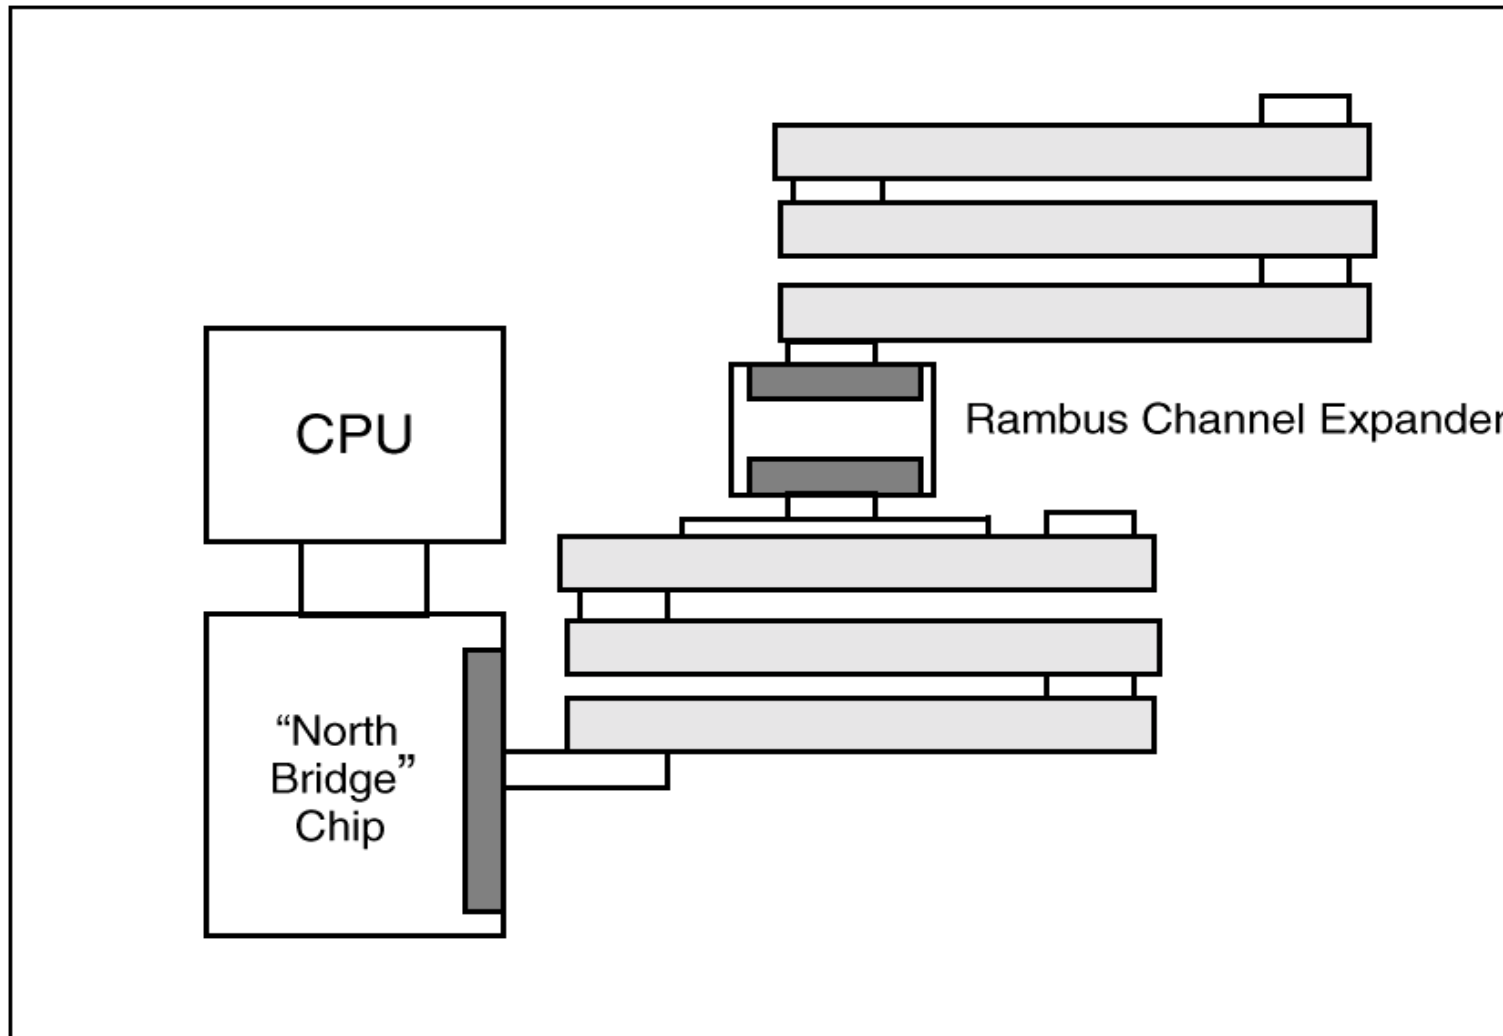 CPU
Rambus Channel Expander
“North
Bridge”
Chip